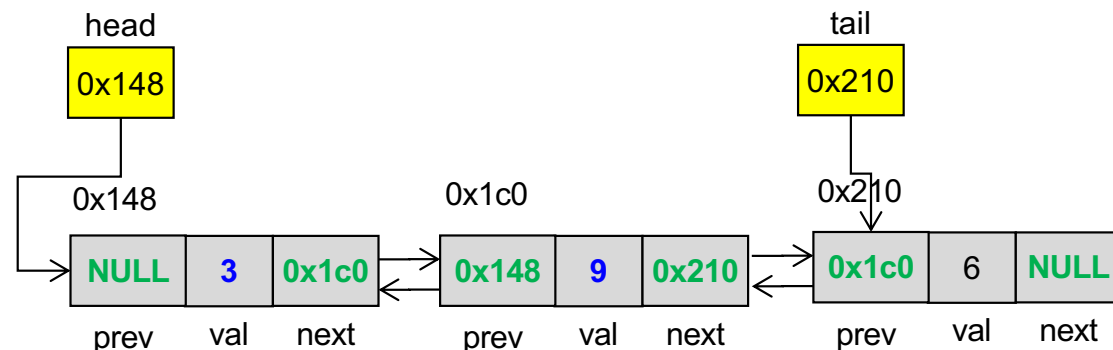 head tail
0x148 0x210
0x148 0x1c0 0x210
NULL 3 0x1c0 0x148 9 0x210 0x1c0 6 NULL
prev val next prev val next prev val next